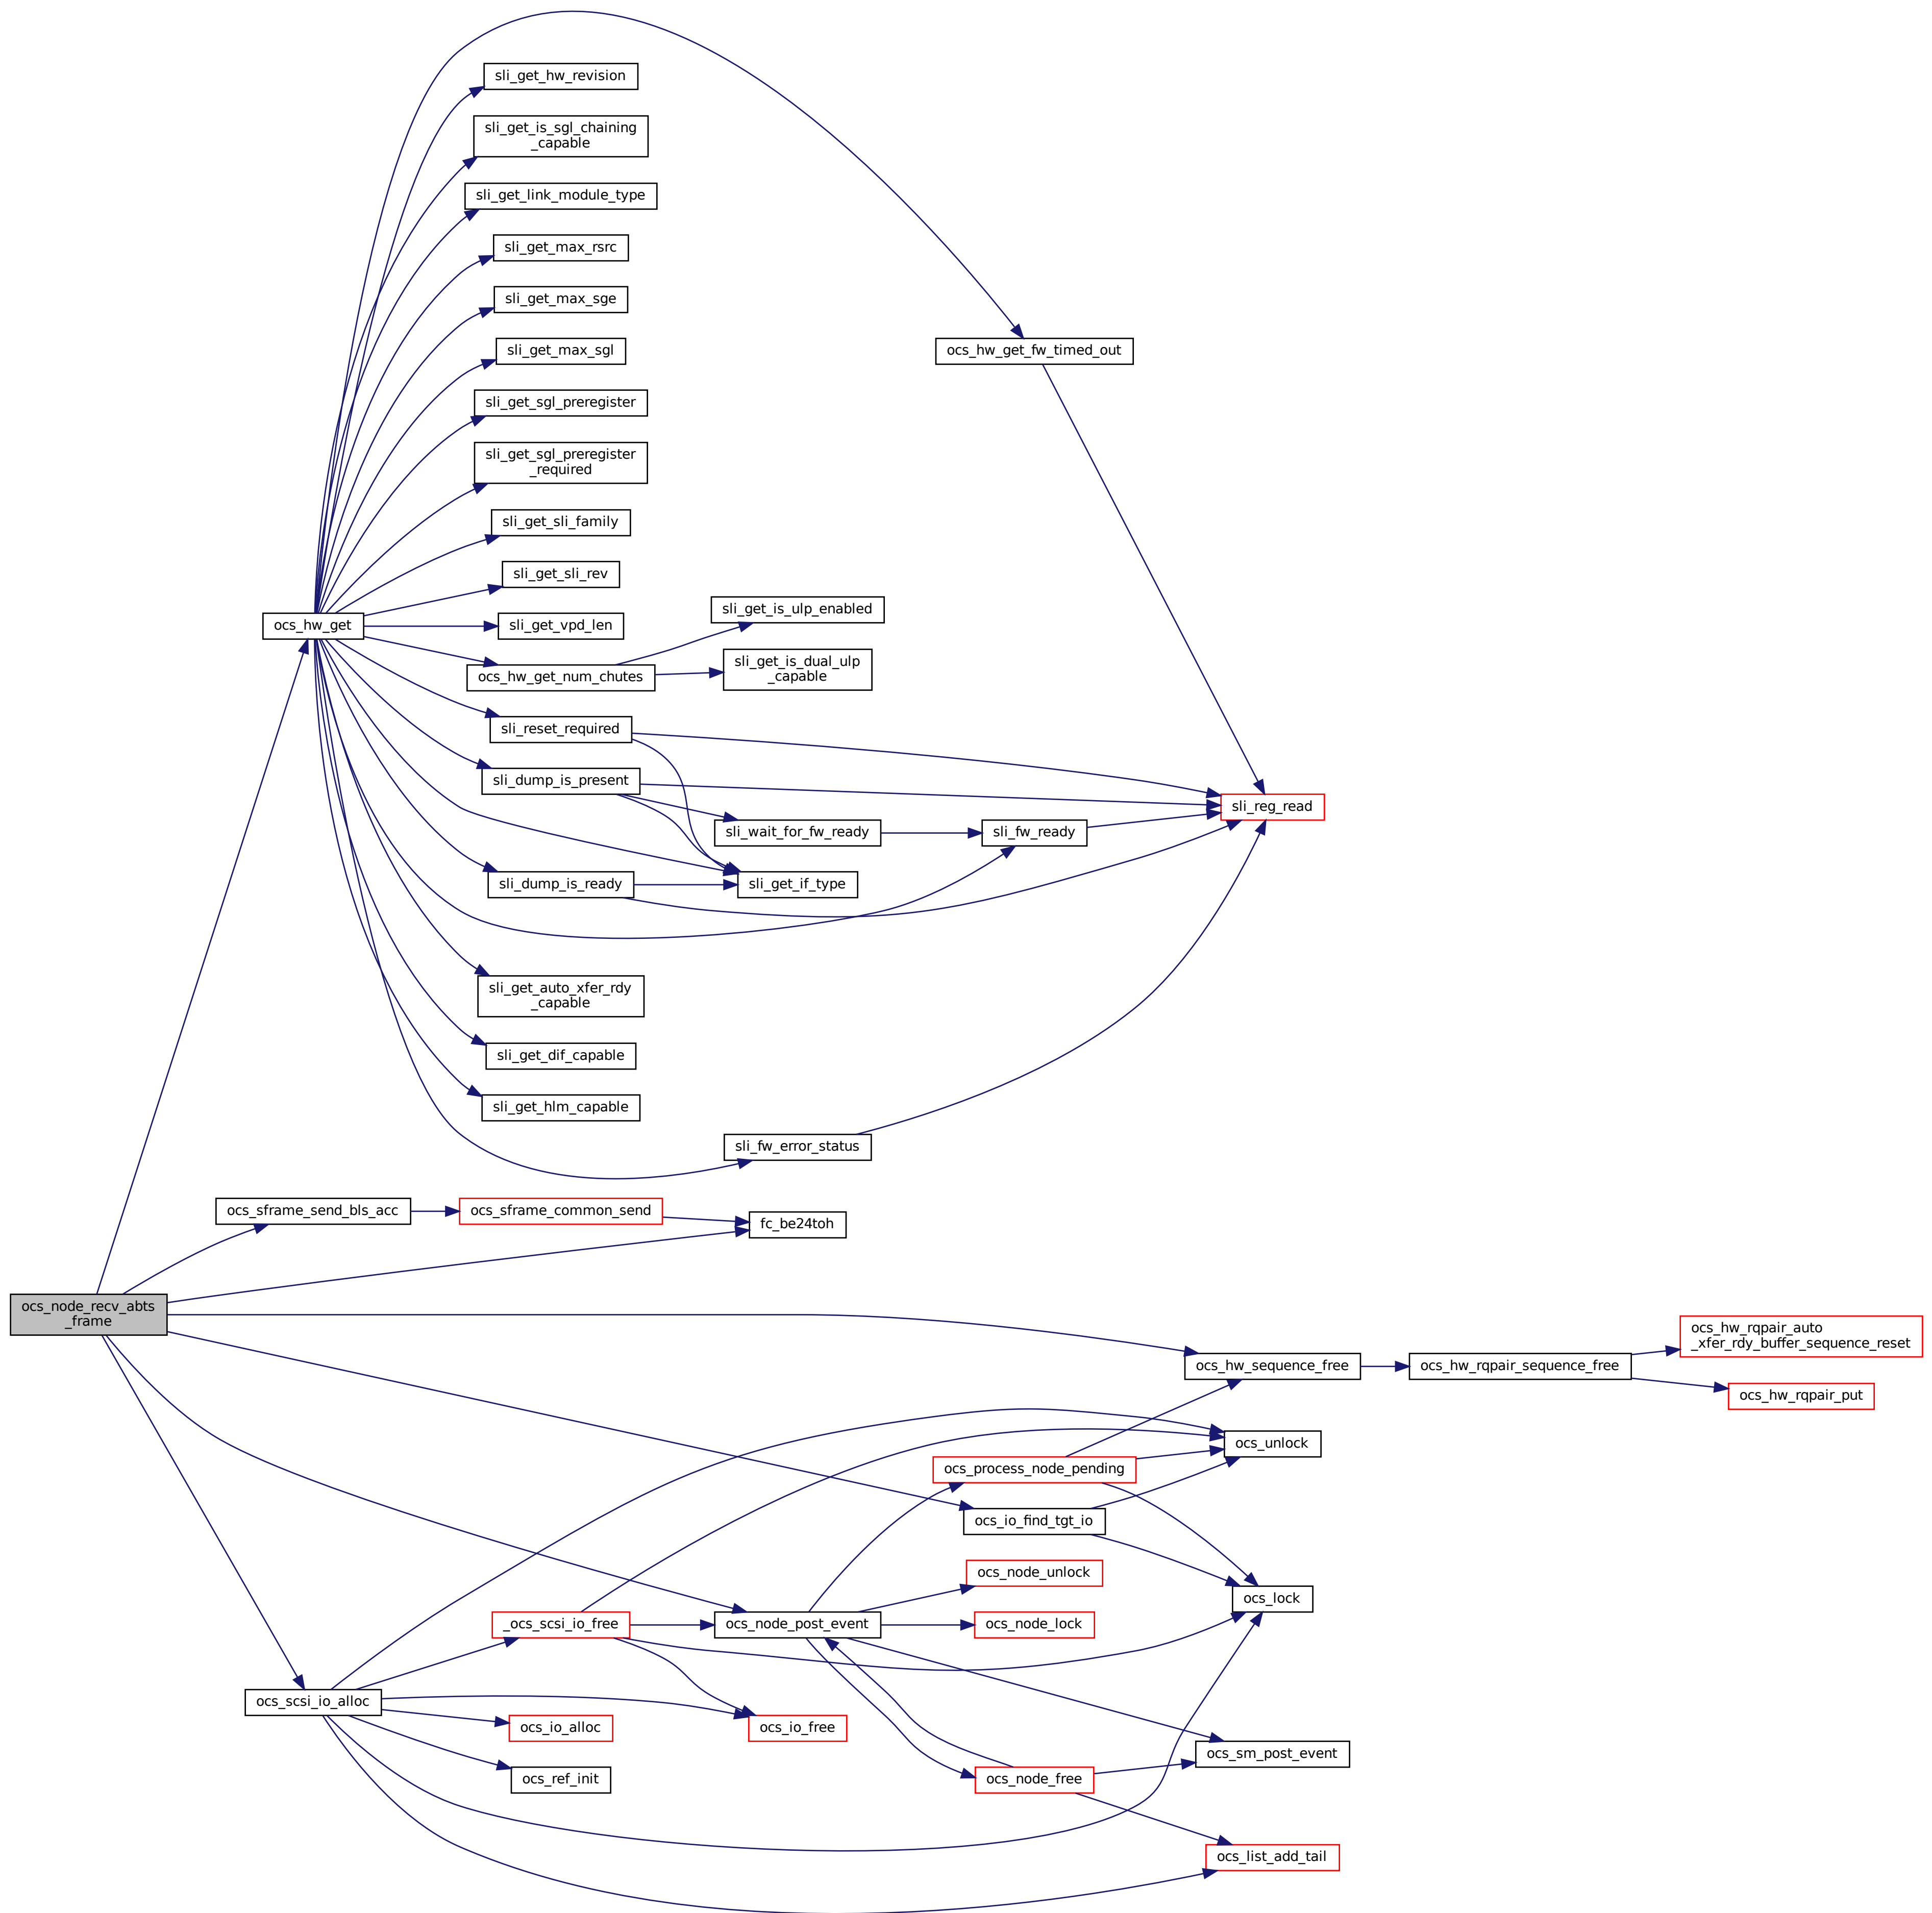 sli_get_hw_revision
sli_get_is_sgl_chaining
_capable
sli_get_link_module_type
sli_get_max_rsrc
sli_get_max_sge
sli_get_max_sgl
ocs_hw_get_fw_timed_out
sli_get_sgl_preregister
sli_get_sgl_preregister
_required
sli_get_sli_family
sli_get_sli_rev
ocs_hw_get
sli_get_vpd_len
sli_get_is_ulp_enabled
ocs_hw_get_num_chutes
sli_get_is_dual_ulp
_capable
sli_reset_required
sli_dump_is_present
sli_reg_read
sli_wait_for_fw_ready
sli_fw_ready
sli_dump_is_ready
sli_get_if_type
sli_get_auto_xfer_rdy
_capable
sli_get_dif_capable
sli_get_hlm_capable
sli_fw_error_status
ocs_sframe_send_bls_acc
ocs_sframe_common_send
fc_be24toh
ocs_node_recv_abts
_frame
ocs_hw_sequence_free
ocs_hw_rqpair_sequence_free
ocs_hw_rqpair_auto
_xfer_rdy_buffer_sequence_reset
ocs_hw_rqpair_put
ocs_unlock
ocs_process_node_pending
ocs_io_find_tgt_io
ocs_node_unlock
ocs_lock
_ocs_scsi_io_free
ocs_node_post_event
ocs_node_lock
ocs_scsi_io_alloc
ocs_io_alloc
ocs_io_free
ocs_sm_post_event
ocs_ref_init
ocs_node_free
ocs_list_add_tail